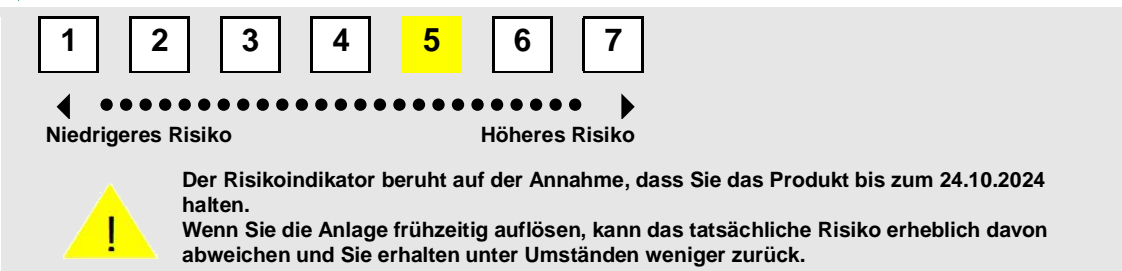 1 2 3 4 5 6 7
Niedrigeres Risiko Höheres Risiko
! Der Risikoindikator beruht auf der Annahme, dass Sie das Produkt bis zum 24.10.2024
halten.
Wenn Sie die Anlage frühzeitig auflösen, kann das tatsächliche Risiko erheblich davon
abweichen und Sie erhalten unter Umständen weniger zurück.